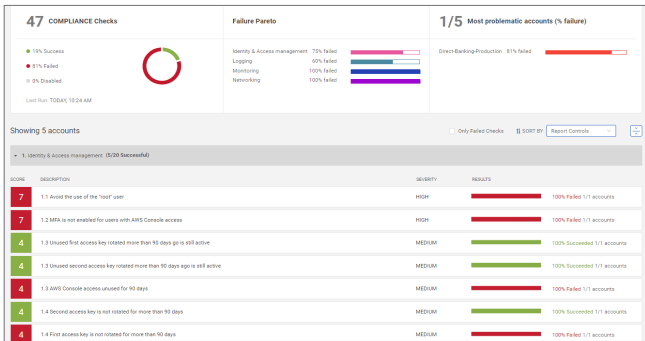 47 COMPLIANCE Checks
Failure Pareto
1/5 Most problematic accounts (% failure)
19% Success
81% Failed
0% Disabled
Last Run: TODAY, 10:24 AM
Identity & Access management 75% failed
Logging 60% failed
Monitoring 100% failed
Networking 100% failed
Direct-Banking-Production 81% failed
Showing 5 accounts
Only Failed Checks
SORT BY
Report Controls
1. Identity & Access management (5/20 Successful)
SCORE DESCRIPTION SEVERITY RESULTS
7 1.1 Avoid the use of the "root" user HIGH 100% Failed 1/1 accounts
7 1.2 MFA is not enabled for users with AWS Console access HIGH 100% Failed 1/1 accounts
4 1.3 Unused first access key rotated more than 90 days go is still active MEDIUM 100% Succeeded 1/1 accounts
4 1.3 Unused second access key rotated more than 90 days ago is still active MEDIUM 100% Succeeded 1/1 accounts
4 1.3 AWS Console access unused for 90 days MEDIUM 100% Failed 1/1 accounts
4 1.4 Second access key is not rotated for more than 90 days MEDIUM 100% Succeeded 1/1 accounts
4 1.4 First access key is not rotated for more than 90 days MEDIUM 100% Failed 1/1 accounts